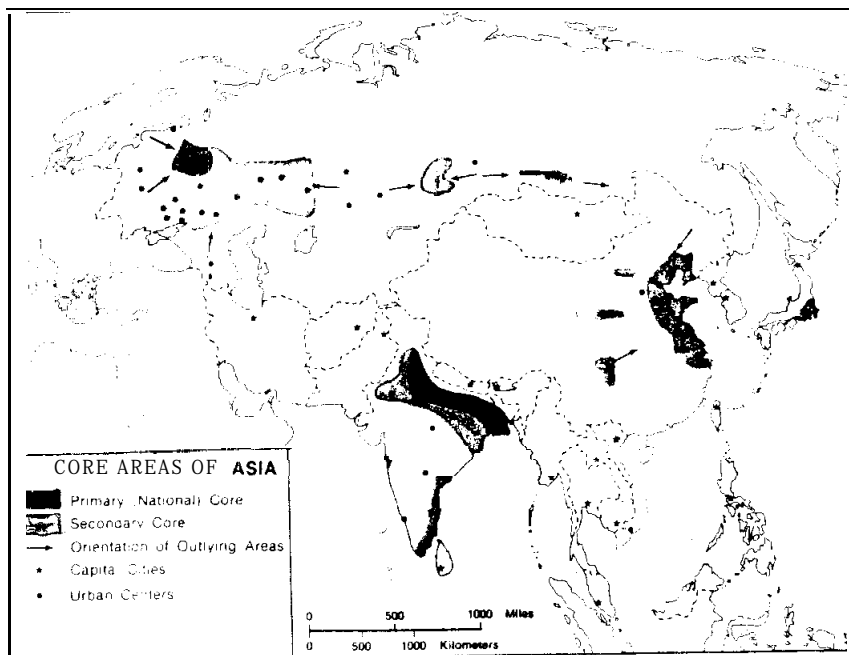 CORE AREAS OF ASIA
Primary (National) Core
Secondary Core
Orientation of Outlying Areas
Capital Cities
Urban Centers
0 500 1000 Miles
0 500 1000 Kilometers